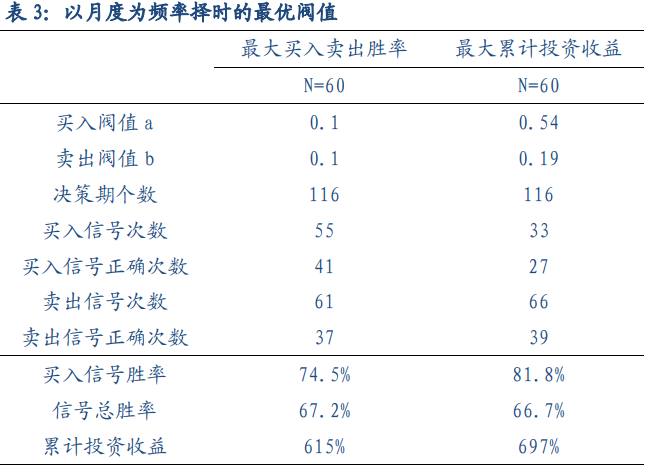 表 3：以月度为频率择时的最优阀值
最大买入卖出胜率 最大累计投资收益
N=60 N=60
买入阀值 a 0.1 0.54
卖出阀值 b 0.1 0.19
决策期个数 116 116
买入信号次数 55 33
买入信号正确次数 41 27
卖出信号次数 61 66
卖出信号正确次数 37 39
买入信号胜率 74.5% 81.8%
信号总胜率 67.2% 66.7%
累计投资收益 615% 697%